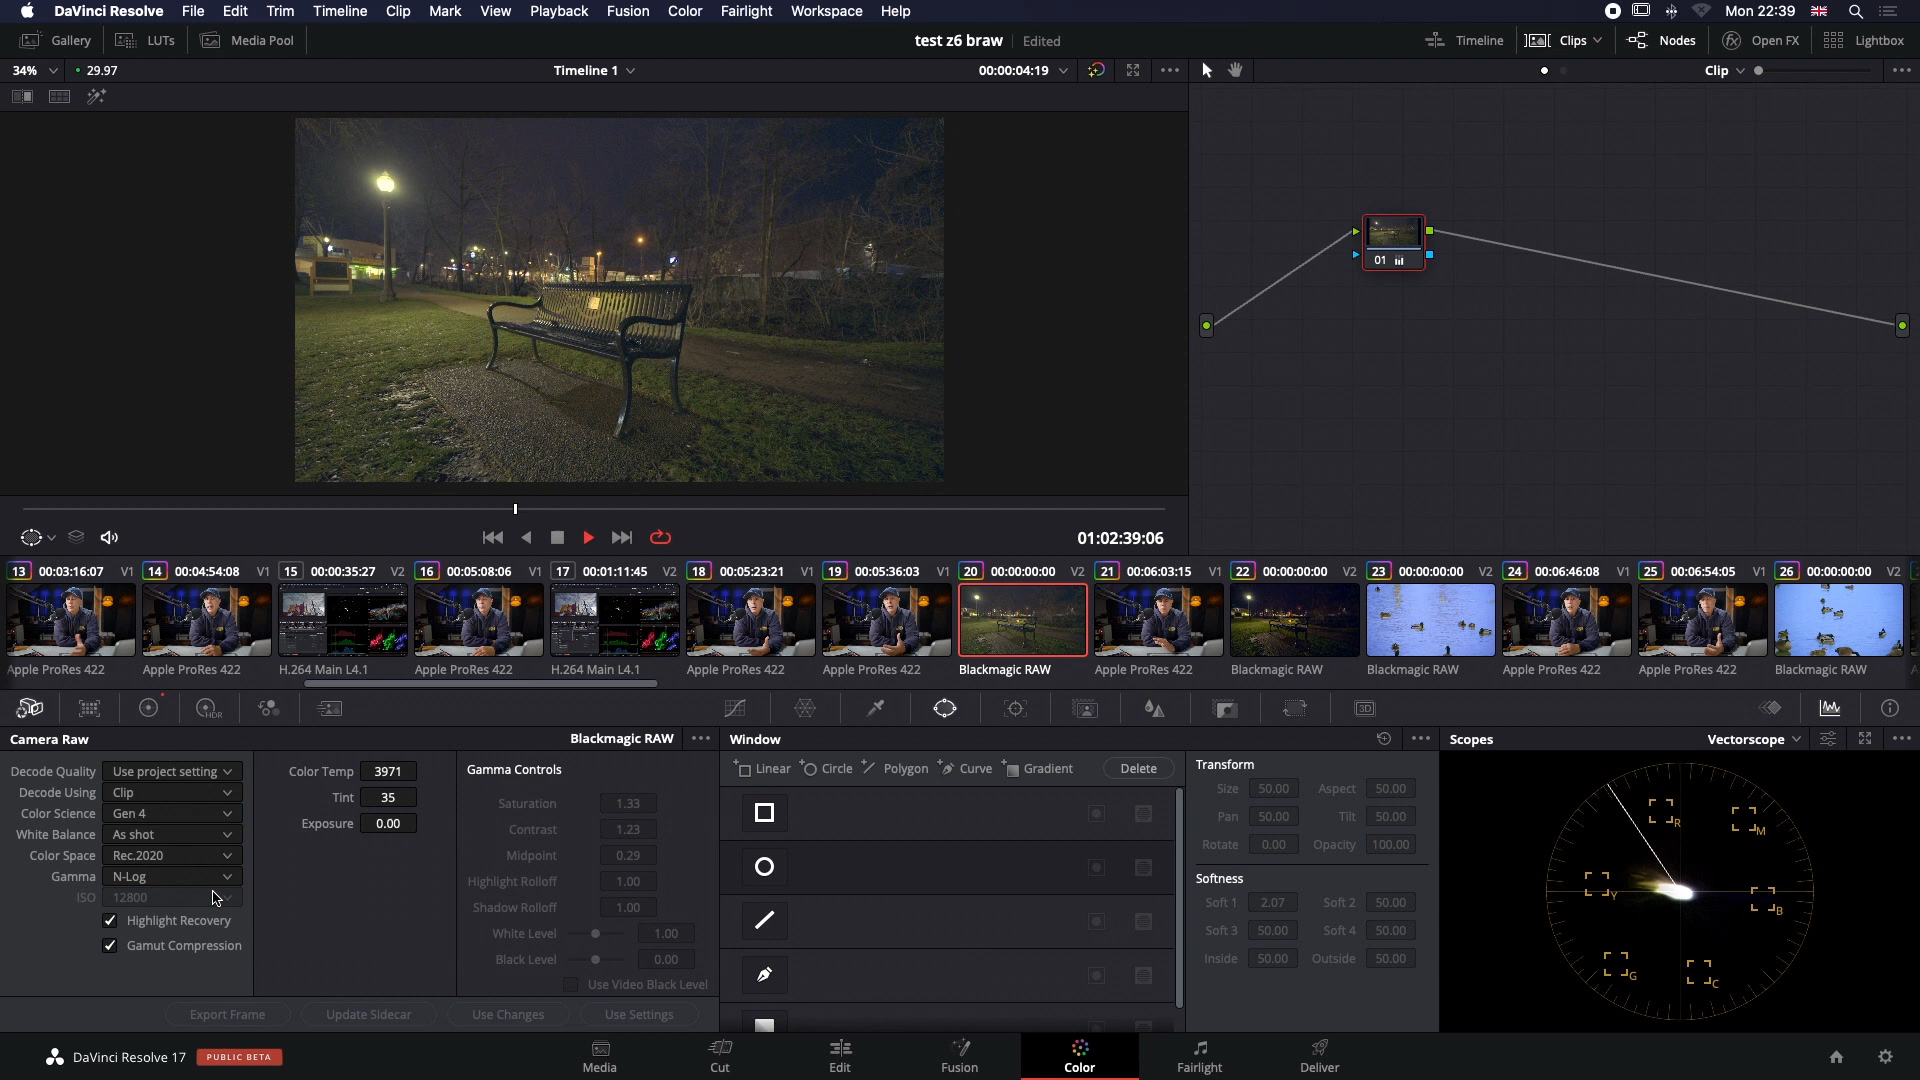 DaVinci Resolve File Edit Trim Timeline Clip Mark View Playback Fusion Color Fairlight Workspace Help Mon 22:39
Gallery LUTs Media Pool test z6 braw Edited Timeline Clips Nodes Open FX Lightbox
34% 29.97 Timeline 1 00:00:04:19 Clip
01:02:39:06
13 00:03:16:07 V1 14 00:04:54:08 V1 15 00:00:35:27 V2 16 00:05:08:06 V1 17 00:01:11:45 V2 18 00:05:23:21 V1 19 00:05:36:03 V1 20 00:00:00:00 V2 21 00:06:03:15 V1 22 00:00:00:00 V2 23 00:00:00:00 V2 24 00:06:46:08 V1 25 00:06:54:05 V1 26 00:00:00:00 V2
01
Apple ProRes 422 Apple ProRes 422 H.264 Main L4.1 Apple ProRes 422 H.264 Main L4.1 Apple ProRes 422 Apple ProRes 422 Blackmagic RAW Apple ProRes 422 Blackmagic RAW Blackmagic RAW Apple ProRes 422 Apple ProRes 422 Blackmagic RAW
HDR 3D
Camera Raw Blackmagic RAW Window Scopes Vectorscope
Decode Quality Use project setting
Decode Using Clip
Color Science Gen 4
White Balance As shot
Color Space Rec.2020
Gamma N-Log
ISO 12800
Highlight Recovery
Gamut Compression
Color Temp 3971
Tint 35
Exposure 0.00
Gamma Controls
Saturation 1.33
Contrast 1.23
Midpoint 0.29
Highlight Rolloff 1.00
Shadow Rolloff 1.00
White Level 1.00
Black Level 0.00
Use Video Black Level
Export Frame Update Sidecar Use Changes Use Settings
Linear Circle Polygon Curve Gradient Delete
Transform
Size 50.00 Aspect 50.00
Pan 50.00 Tilt 50.00
Rotate 0.00 Opacity 100.00
Softness
Soft 1 2.07 Soft 2 50.00
Soft 3 50.00 Soft 4 50.00
Inside 50.00 Outside 50.00
R
M
Y
B
G
C
DaVinci Resolve 17 PUBLIC BETA Media Cut Edit Fusion Color Fairlight Deliver